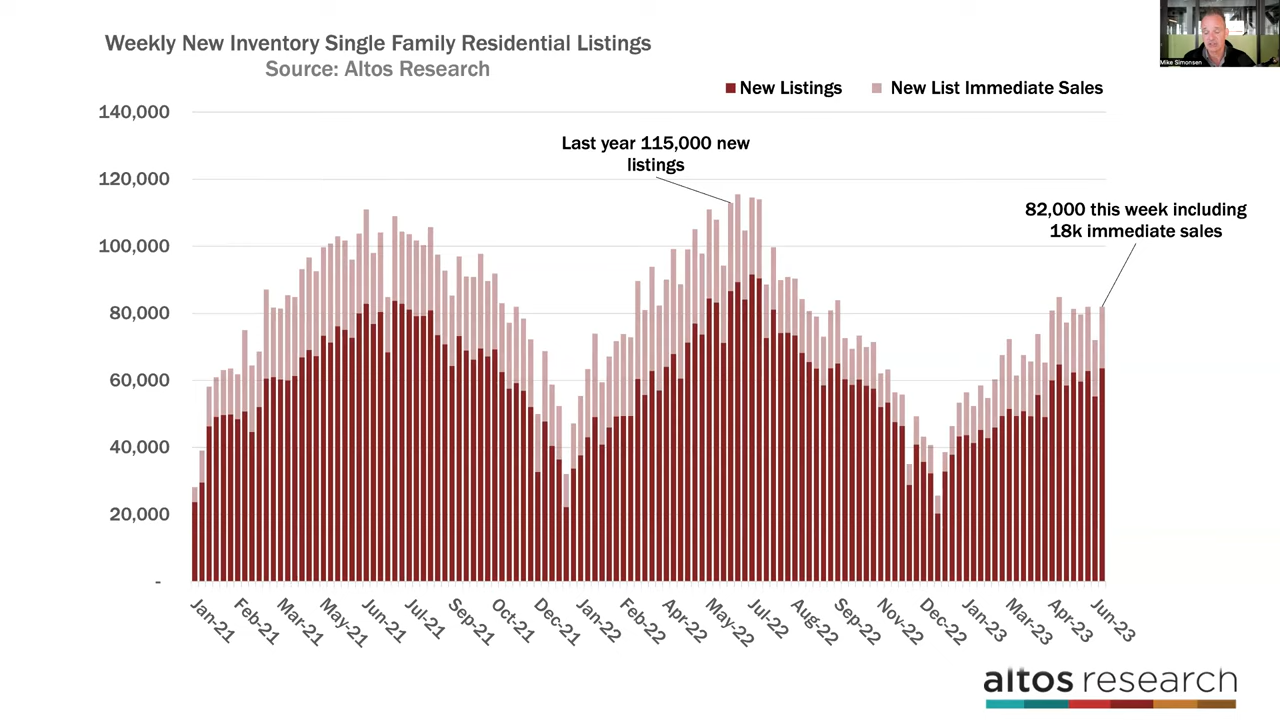 Weekly New Inventory Single Family Residential Listings
Source: Altos Research
Mike Simonsen
New Listings
New List Immediate Sales
140,000
120,000
100,000
80,000
60,000
40,000
20,000
-
Last year 115,000 new
listings
82,000 this week including
18k immediate sales
Jan-21
Feb-21
Mar-21
May-21
Jun-21
Jul-21
Sep-21
Oct-21
Dec-21
Jan-22
Feb-22
Apr-22
May-22
Jul-22
Aug-22
Sep-22
Nov-22
Dec-22
Jan-23
Mar-23
Apr-23
Jun-23
altos research